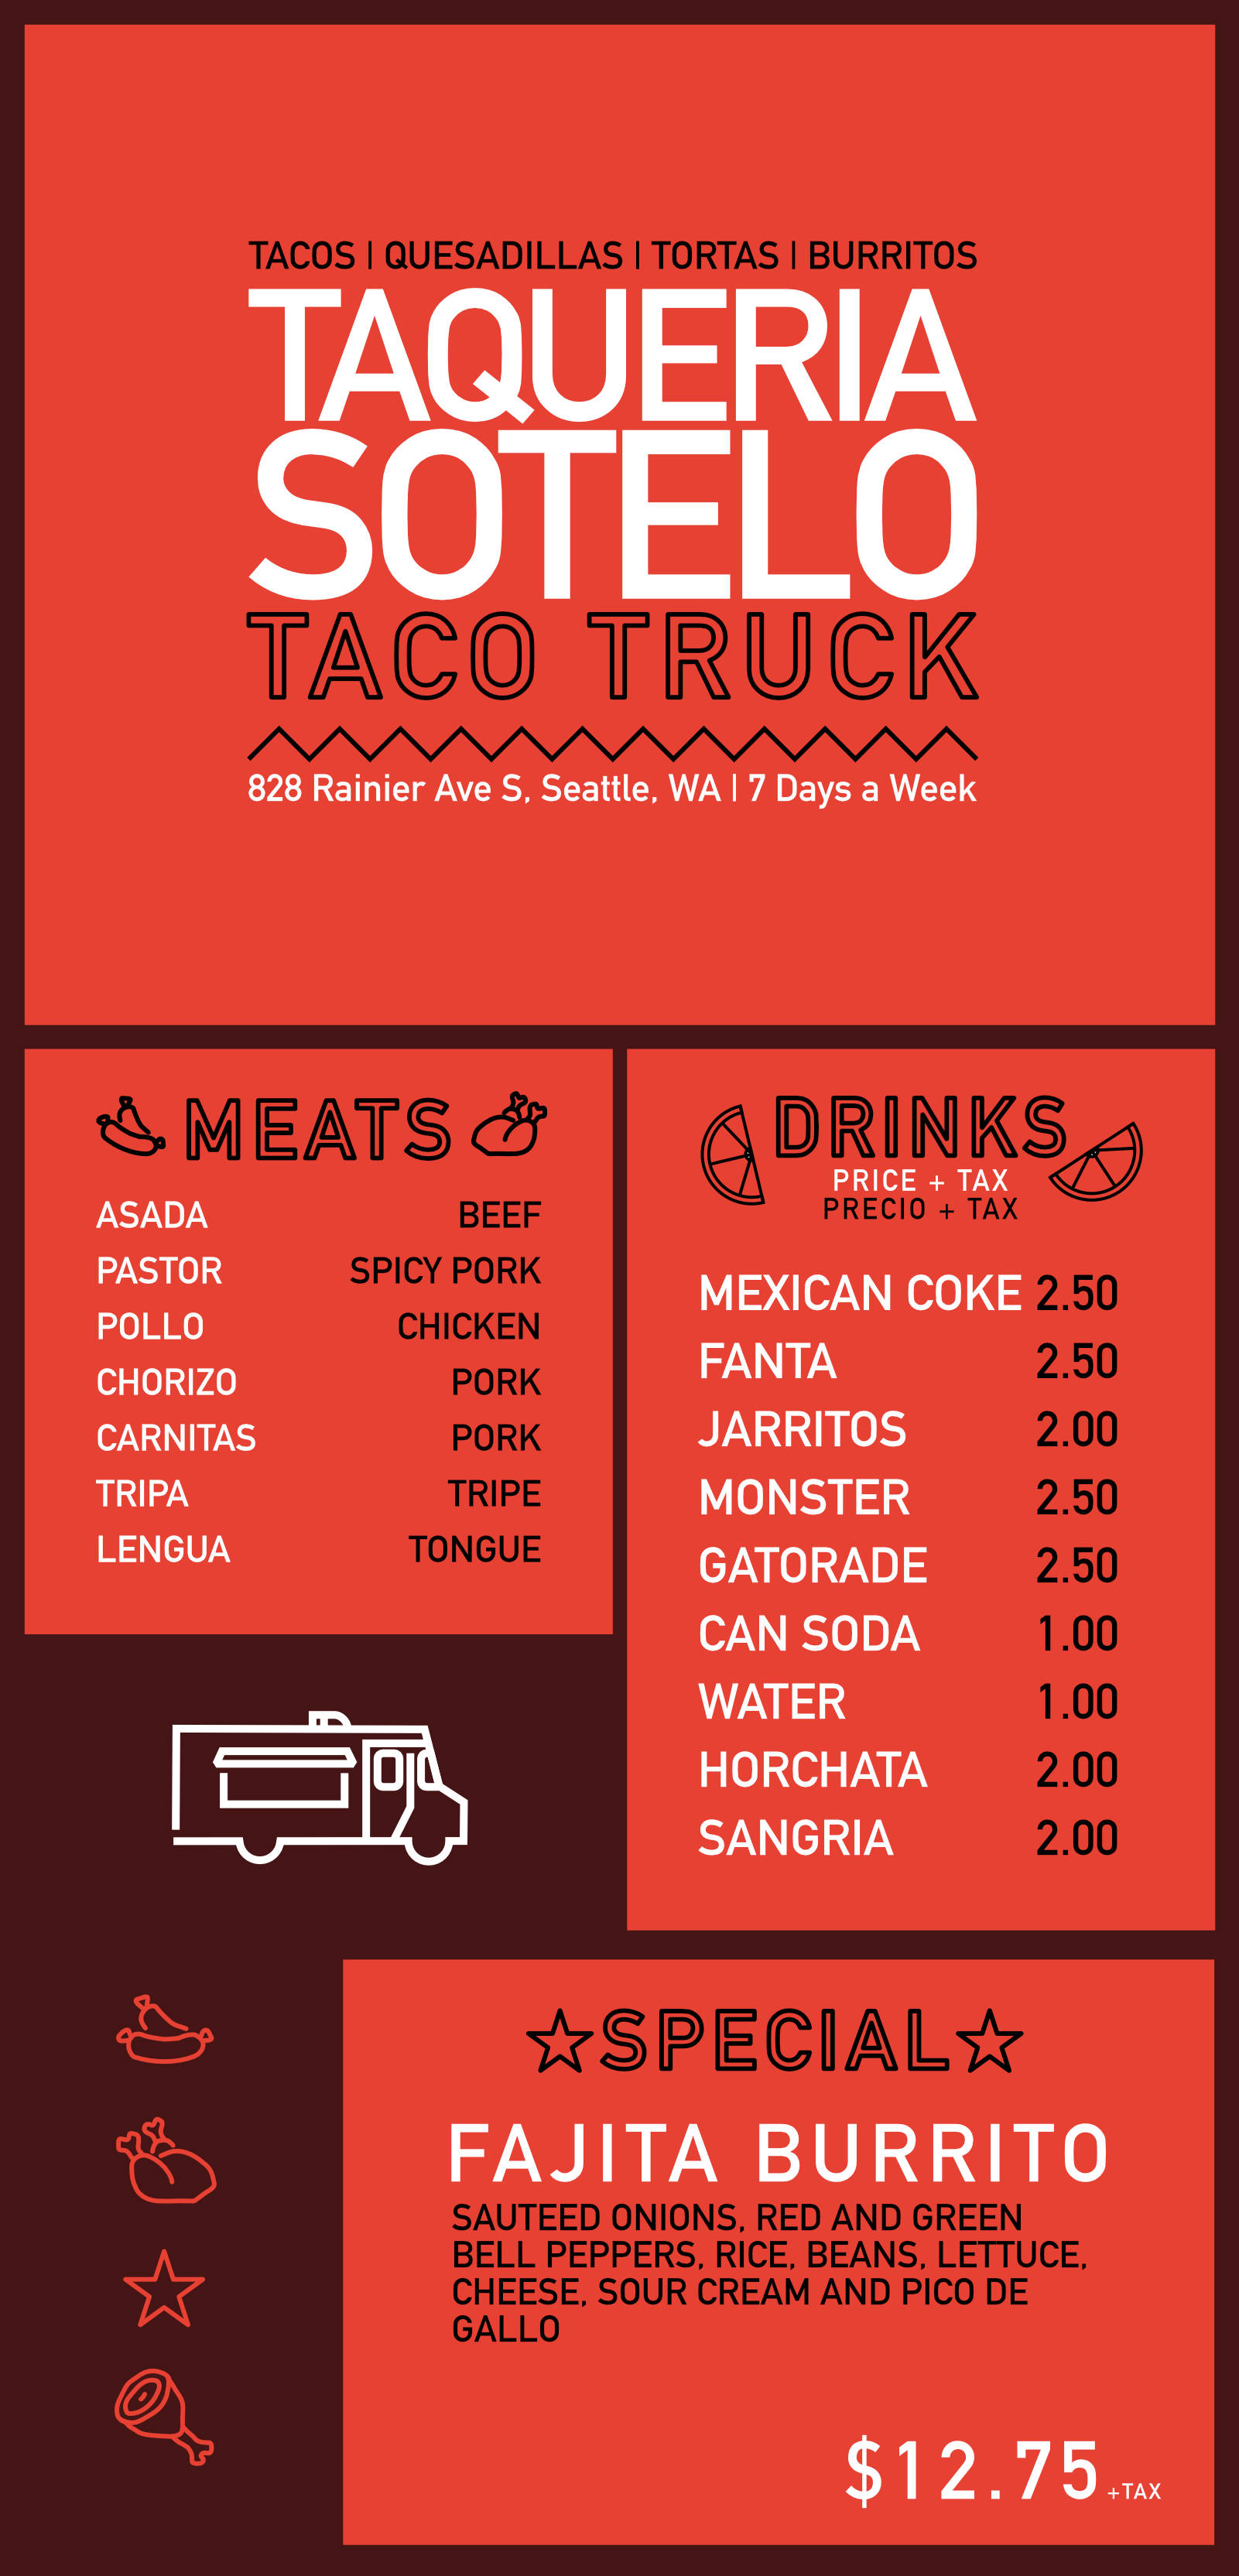 TACOS | QUESADILLAS | TORTAS | BURRITOS
TAQUERIA
SOTELO
TACO TRUCK
828 Rainier Ave S, Seattle, WA | 7 Days a Week
MEATS
ASADA BEEF
PASTOR SPICY PORK
POLLO CHICKEN
CHORIZO PORK
CARNITAS PORK
TRIPA TRIPE
LENGUA TONGUE
DRINKS
PRICE + TAX
PRECIO + TAX
MEXICAN COKE 2.50
FANTA 2.50
JARRITOS 2.00
MONSTER 2.50
GATORADE 2.50
CAN SODA 1.00
WATER 1.00
HORCHATA 2.00
SANGRIA 2.00
SPECIAL
FAJITA BURRITO
SAUTEED ONIONS, RED AND GREEN
BELL PEPPERS, RICE, BEANS, LETTUCE,
CHEESE, SOUR CREAM AND PICO DE
GALLO
$12.75 +TAX